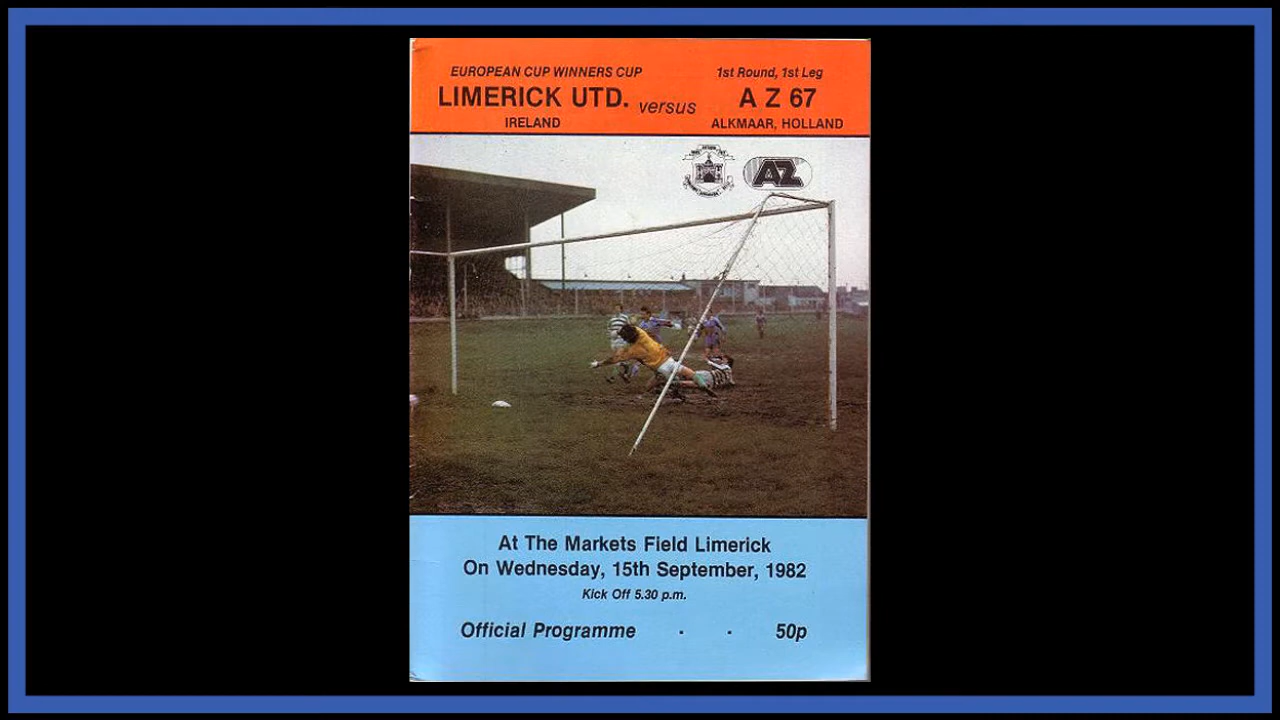 EUROPEAN CUP WINNERS CUP
1st Round, 1st Leg
LIMERICK UTD. versus A Z 67
IRELAND
ALKMAAR, HOLLAND
AZ
At The Markets Field Limerick
On Wednesday, 15th September, 1982
Kick Off 5.30 p.m.
Official Programme . . 50p